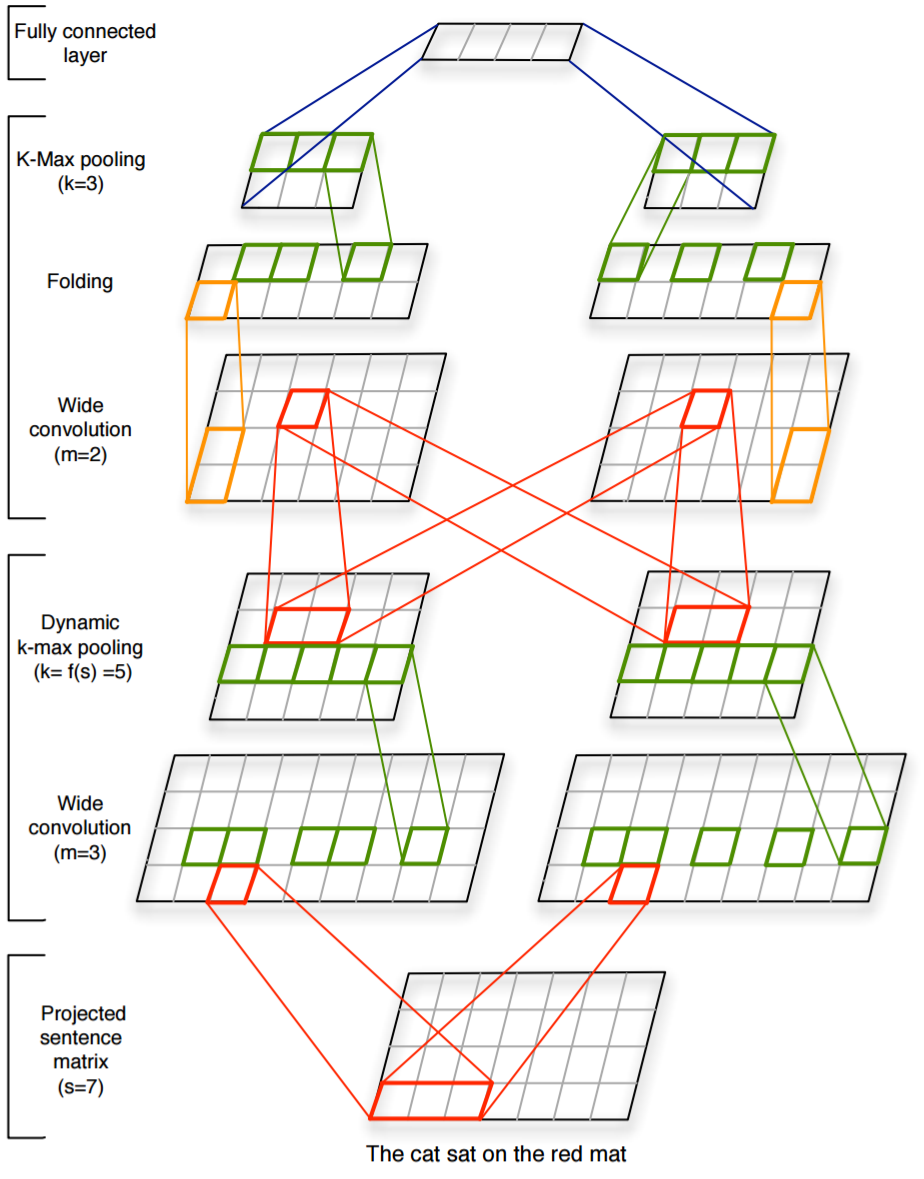 Fully connected
layer
K-Max pooling
(k=3)
Folding
Wide
convolution
(m=2)
Dynamic
k-max pooling
(k= f(s) =5)
Wide
convolution
(m=3)
Projected
sentence
matrix
(s=7)
The cat sat on the red mat